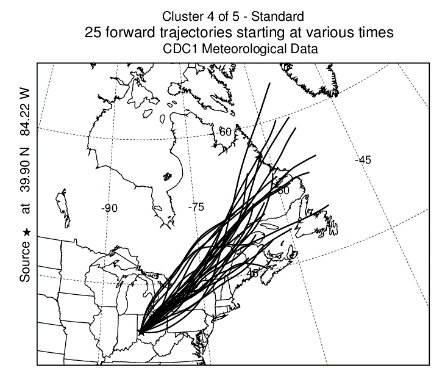 Cluster 4 of 5 - Standard
25 forward trajectories starting at various times
CDC1 Meteorological Data
Source ★ at 39.90 N 84.22 W
60
-45
-90
-75
45